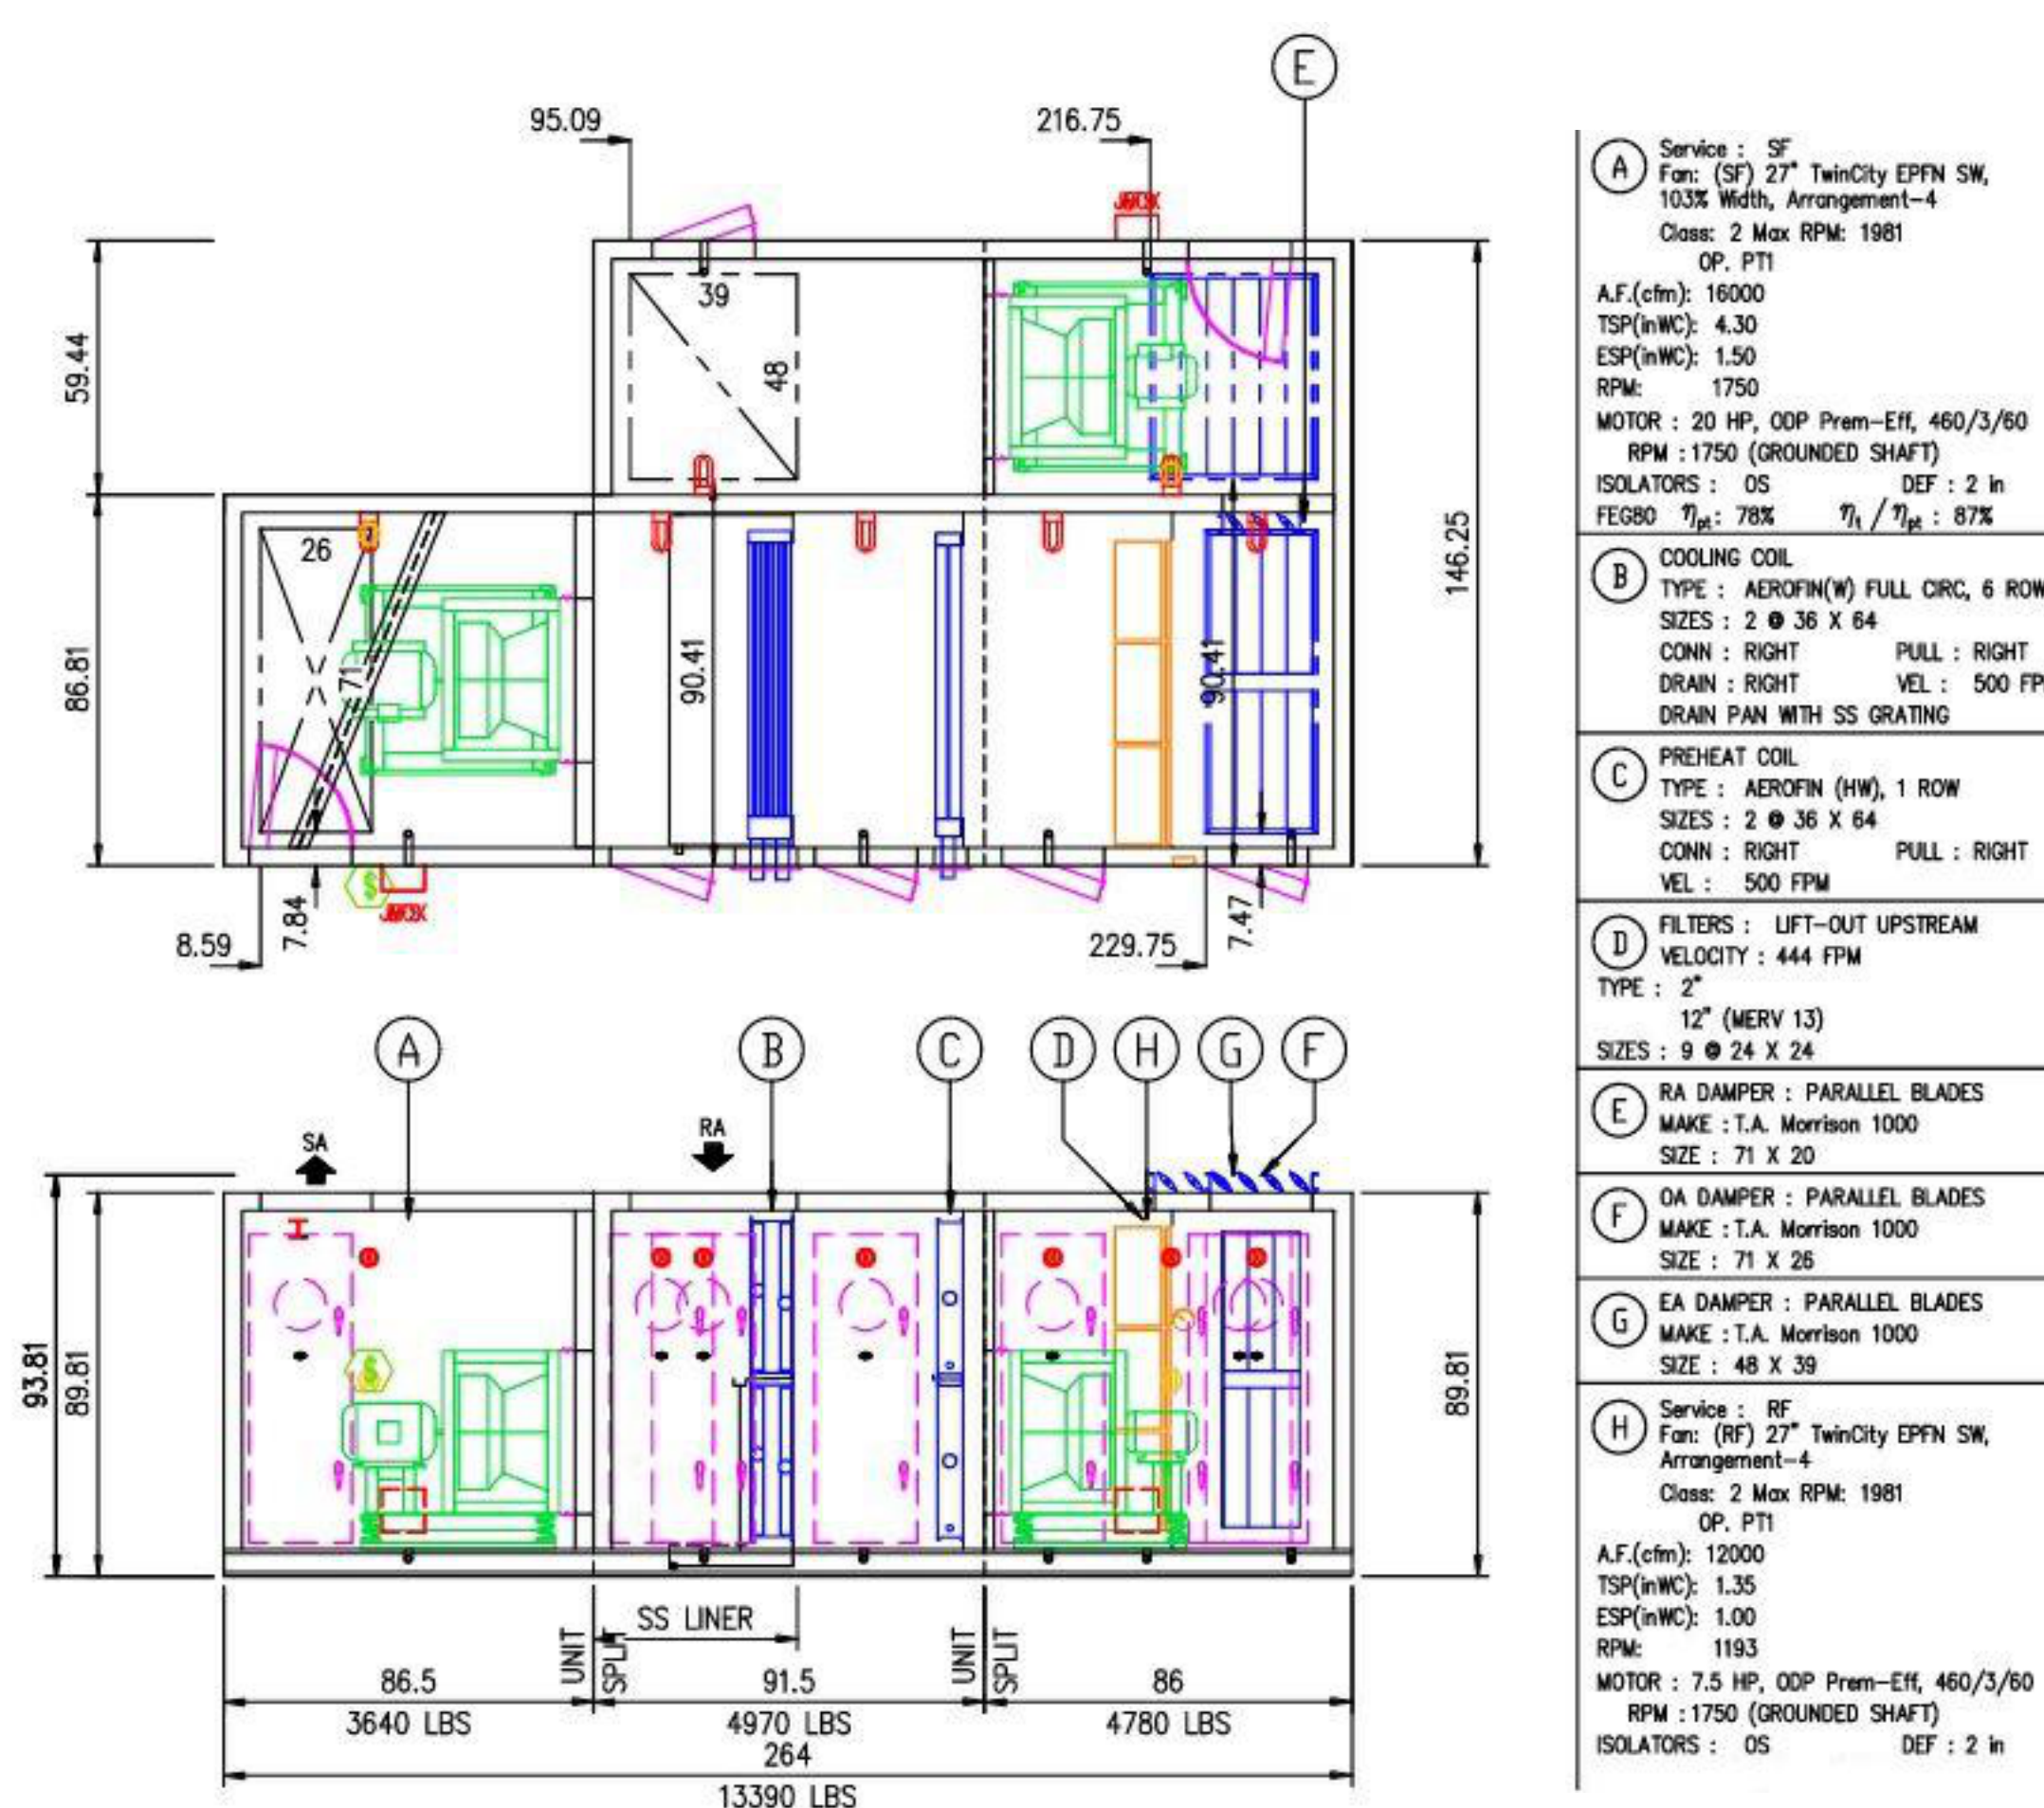 E
95.09
216.75
39
48
59.44
86.81
146.25
26
71
90.41
90.41
7.84
7.47
8.59
229.75
A
B
C
D
H
G
F
SA
RA
93.81
89.81
89.81
UNIT
SPLIT
SS LINER
UNIT
SPLIT
86.5
91.5
86
3640 LBS
4970 LBS
4780 LBS
264
13390 LBS
A
Service : SF
Fan: (SF) 27" TwinCity EPFN SW,
103% Width, Arrangement-4
Class: 2 Max RPM: 1981
OP. PT1
A.F.(cfm): 16000
TSP(inWC): 4.30
ESP(inWC): 1.50
RPM: 1750
MOTOR : 20 HP, ODP Prem-Eff, 460/3/60
RPM : 1750 (GROUNDED SHAFT)
ISOLATORS : OS DEF : 2 in
FEG80 ηpt: 78% η1 / ηpt : 87%
B
COOLING COIL
TYPE : AEROFIN(W) FULL CIRC, 6 ROW
SIZES : 2 @ 36 X 64
CONN : RIGHT PULL : RIGHT
DRAIN : RIGHT VEL : 500 FP
DRAIN PAN WITH SS GRATING
C
PREHEAT COIL
TYPE : AEROFIN (HW), 1 ROW
SIZES : 2 @ 36 X 64
CONN : RIGHT PULL : RIGHT
VEL : 500 FPM
D
FILTERS : LIFT-OUT UPSTREAM
VELOCITY : 444 FPM
TYPE : 2"
12" (MERV 13)
SIZES : 9 @ 24 X 24
E
RA DAMPER : PARALLEL BLADES
MAKE : T.A. Morrison 1000
SIZE : 71 X 20
F
OA DAMPER : PARALLEL BLADES
MAKE : T.A. Morrison 1000
SIZE : 71 X 26
G
EA DAMPER : PARALLEL BLADES
MAKE : T.A. Morrison 1000
SIZE : 48 X 39
H
Service : RF
Fan: (RF) 27" TwinCity EPFN SW,
Arrangement-4
Class: 2 Max RPM: 1981
OP. PT1
A.F.(cfm): 12000
TSP(inWC): 1.35
ESP(inWC): 1.00
RPM: 1193
MOTOR : 7.5 HP, ODP Prem-Eff, 460/3/60
RPM : 1750 (GROUNDED SHAFT)
ISOLATORS : OS DEF : 2 in